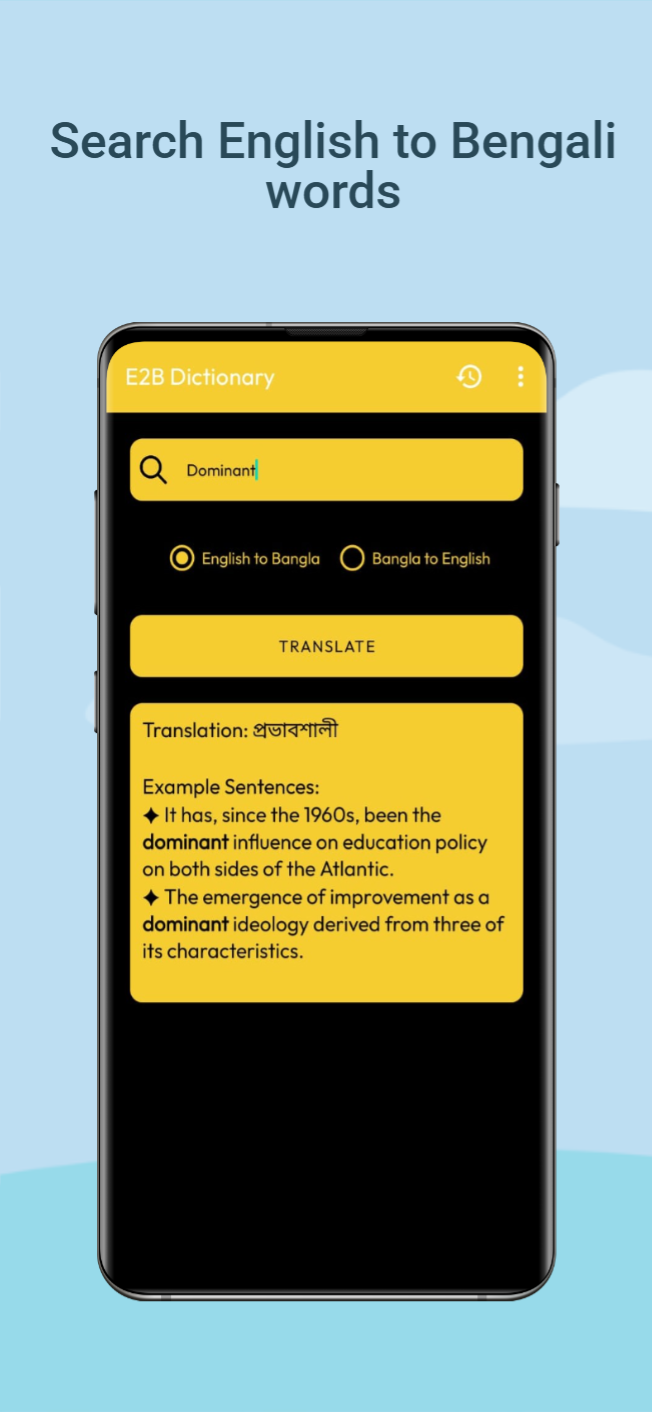 Search English to Bengali
words
E2B Dictionary
Dominant
English to Bangla
Bangla to English
TRANSLATE
Translation: প্রভাবশালী
Example Sentences:
✦ It has, since the 1960s, been the
dominant influence on education policy
on both sides of the Atlantic.
✦ The emergence of improvement as a
dominant ideology derived from three of
its characteristics.